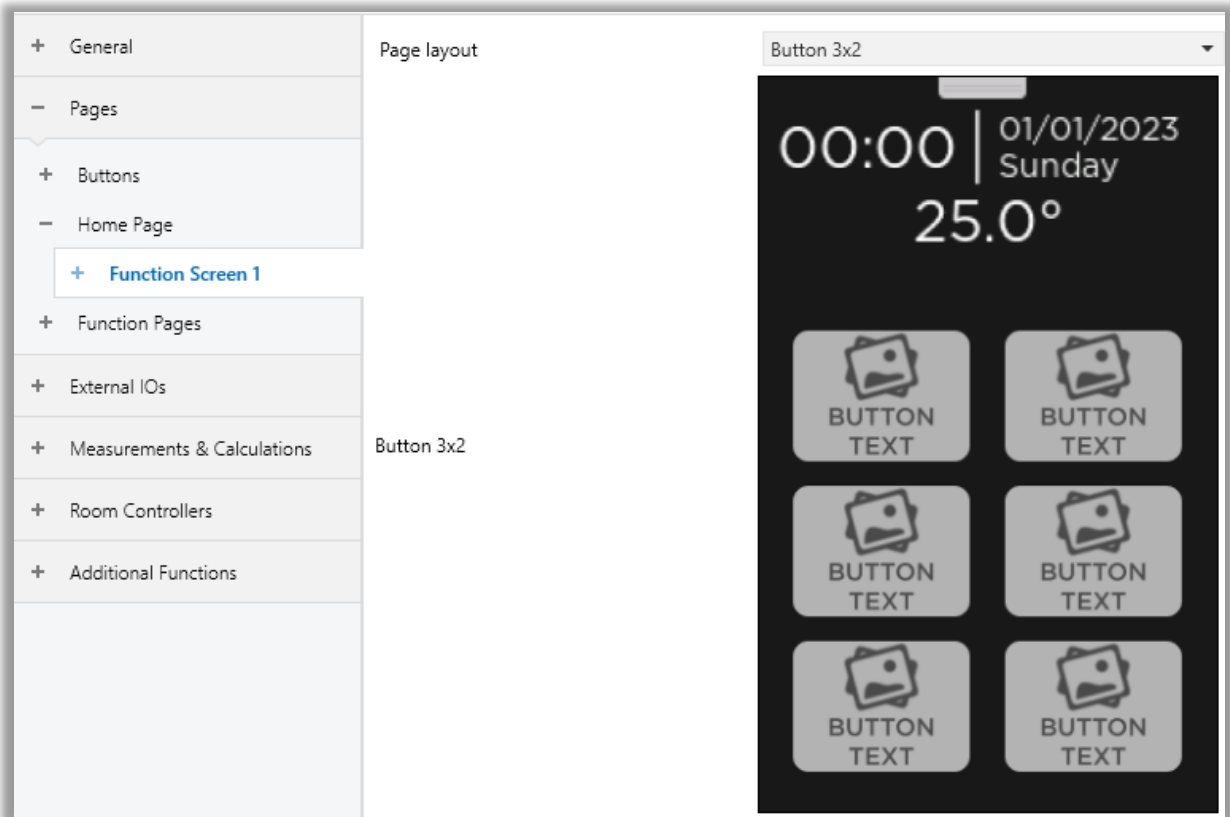 General
Pages
Buttons
Home Page
Function Screen 1
Function Pages
External IOs
Measurements & Calculations
Room Controllers
Additional Functions
Page layout
Button 3x2
Button 3x2
00:00
01/01/2023
Sunday
25.0°
BUTTON
TEXT
BUTTON
TEXT
BUTTON
TEXT
BUTTON
TEXT
BUTTON
TEXT
BUTTON
TEXT